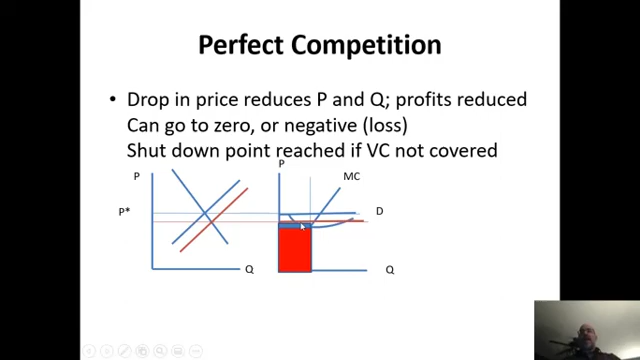 Perfect Competition
• Drop in price reduces P and Q; profits reduced
Can go to zero, or negative (loss)
Shut down point reached if VC not covered
P
P
MC
P*
D
Q
Q